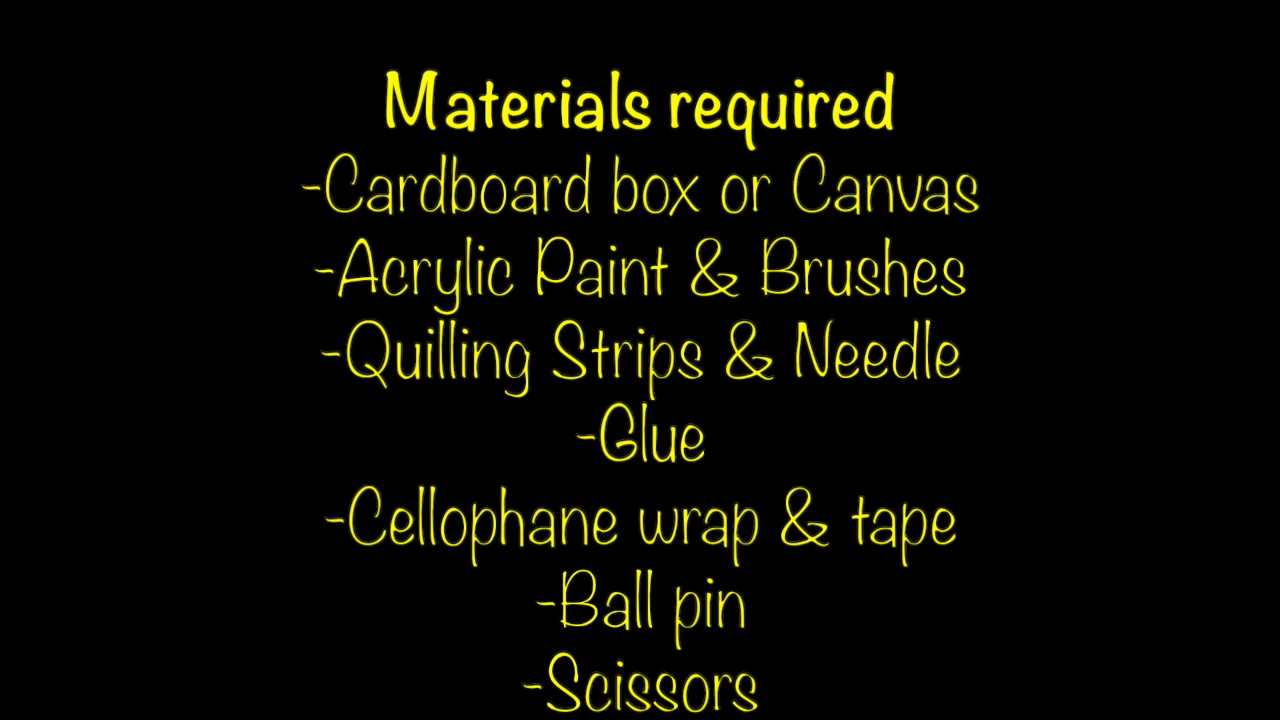 Materials required
-Cardboard box or Canvas
-Acrylic Paint & Brushes
-Quilling Strips & Needle
-Glue
-Cellophane wrap & tape
-Ball pin
-Scissors